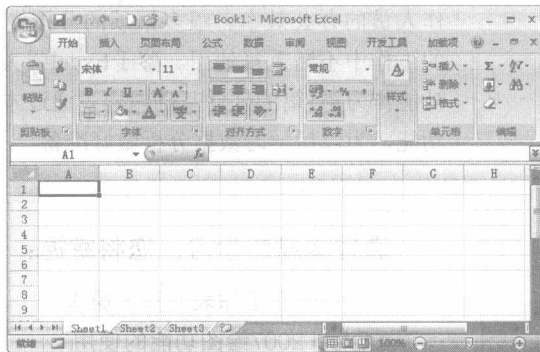 Book1 - Microsoft Excel
开始 插入 页面布局 公式 数据 审阅 视图 开发工具 加载项
宋体 11 常规 插入 Σ
粘贴 B I U A A % 样式 删除
A 格式
剪贴板 字体 对齐方式 数字 单元格 编辑
A1 fx
A B C D E F G H
1
2
3
4
5
6
7
8
9
Sheet1 Sheet2 Sheet3
就绪 100%